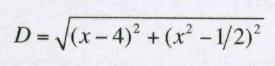 D = √((x − 4)² + (x² − 1/2)²)